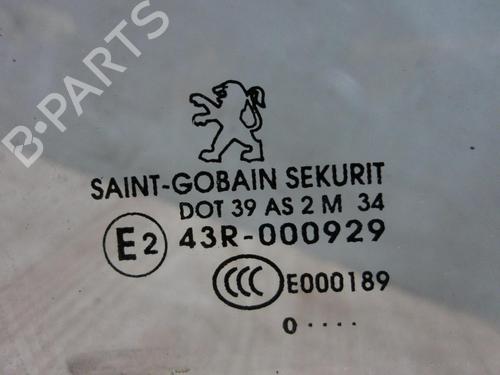 B-PARTS
SAINT-GOBAIN SEKURIT
DOT 39 AS 2 M 34
E2 43R-000929
CCC E000189
0 ....